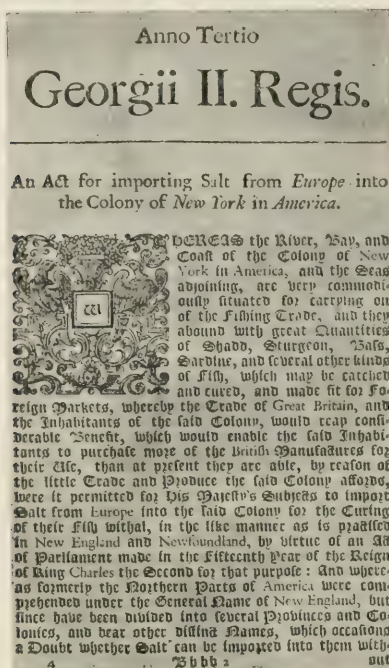 Anno Tertio
Georgii II. Regis.
An Act for importing Salt from Europe into
the Colony of New York in America.
WHEREAS the River, Bay, and
Coast of the Colony of New
York in America, and the Seas
adjoining, are very commodi-
ously situated for carrying on
of the Fishing Trade, and they
abound with great Quantities
of Shadd, Sturgeon, Bass,
Sardine, and several other kinds
of Fish, which may be catched
and cured, and made fit for Fo-
reign Markets, whereby the Trade of Great Britain, and
the Inhabitants of the said Colony, would reap consi-
derable Benefit, which would enable the said Inhabi-
tants to purchase more of the British Manufactures for
their Use, than at present they are able, by reason of
the little Trade and Produce the said Colony affords,
were it permitted for His Majesty's Subjects to import
Salt from Europe into the said Colony for the Curing
of their Fish withal, in the like manner as is practised
in New England and Newfoundland, by virtue of an Act
of Parliament made in the Fifteenth Year of the Reign
of King Charles the Second for that purpose: And where-
as formerly the Northern Parts of America were com-
prehended under the General Name of New England, but
since have been divided into several Provinces and Co-
lonies, and bear other distinct Names, which occasions
a Doubt whether Salt can be imported into them with-
4 Bbbb 2 out